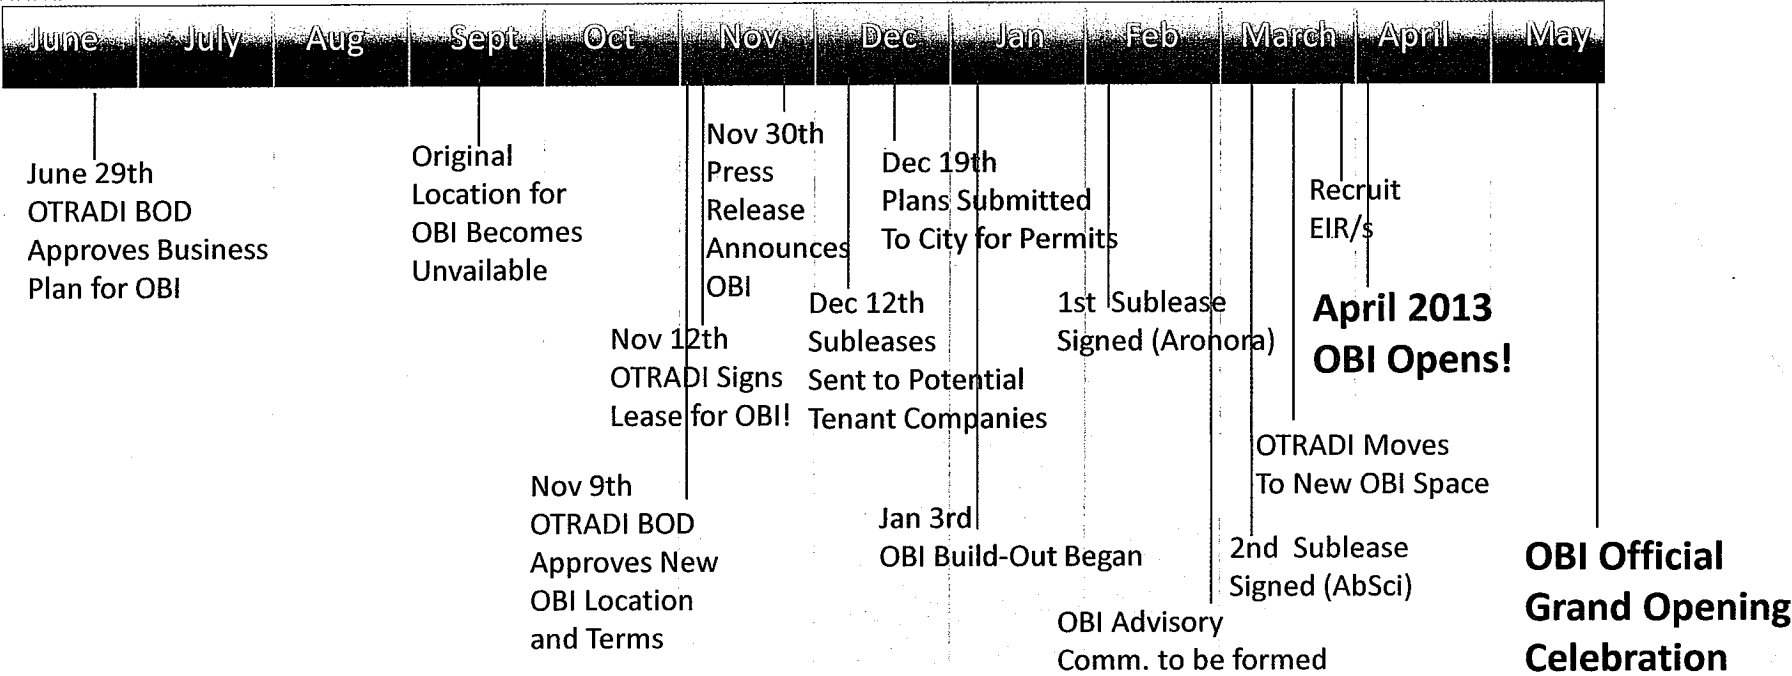 June July Aug Sept Oct Nov Dec Jan Feb March April May
June 29th
OTRADI BOD
Approves Business
Plan for OBI
Original
Location for
OBI Becomes
Unvailable
Nov 9th
OTRADI BOD
Approves New
OBI Location
and Terms
Nov 12th
OTRADI Signs
Lease for OBI!
Nov 30th
Press
Release
Announces
OBI
Dec 12th
Subleases
Sent to Potential
Tenant Companies
Dec 19th
Plans Submitted
To City for Permits
Jan 3rd
OBI Build-Out Began
1st Sublease
Signed (Aronora)
OBI Advisory
Comm. to be formed
2nd Sublease
Signed (AbSci)
OTRADI Moves
To New OBI Space
Recruit
EIR/s
April 2013
OBI Opens!
OBI Official
Grand Opening
Celebration